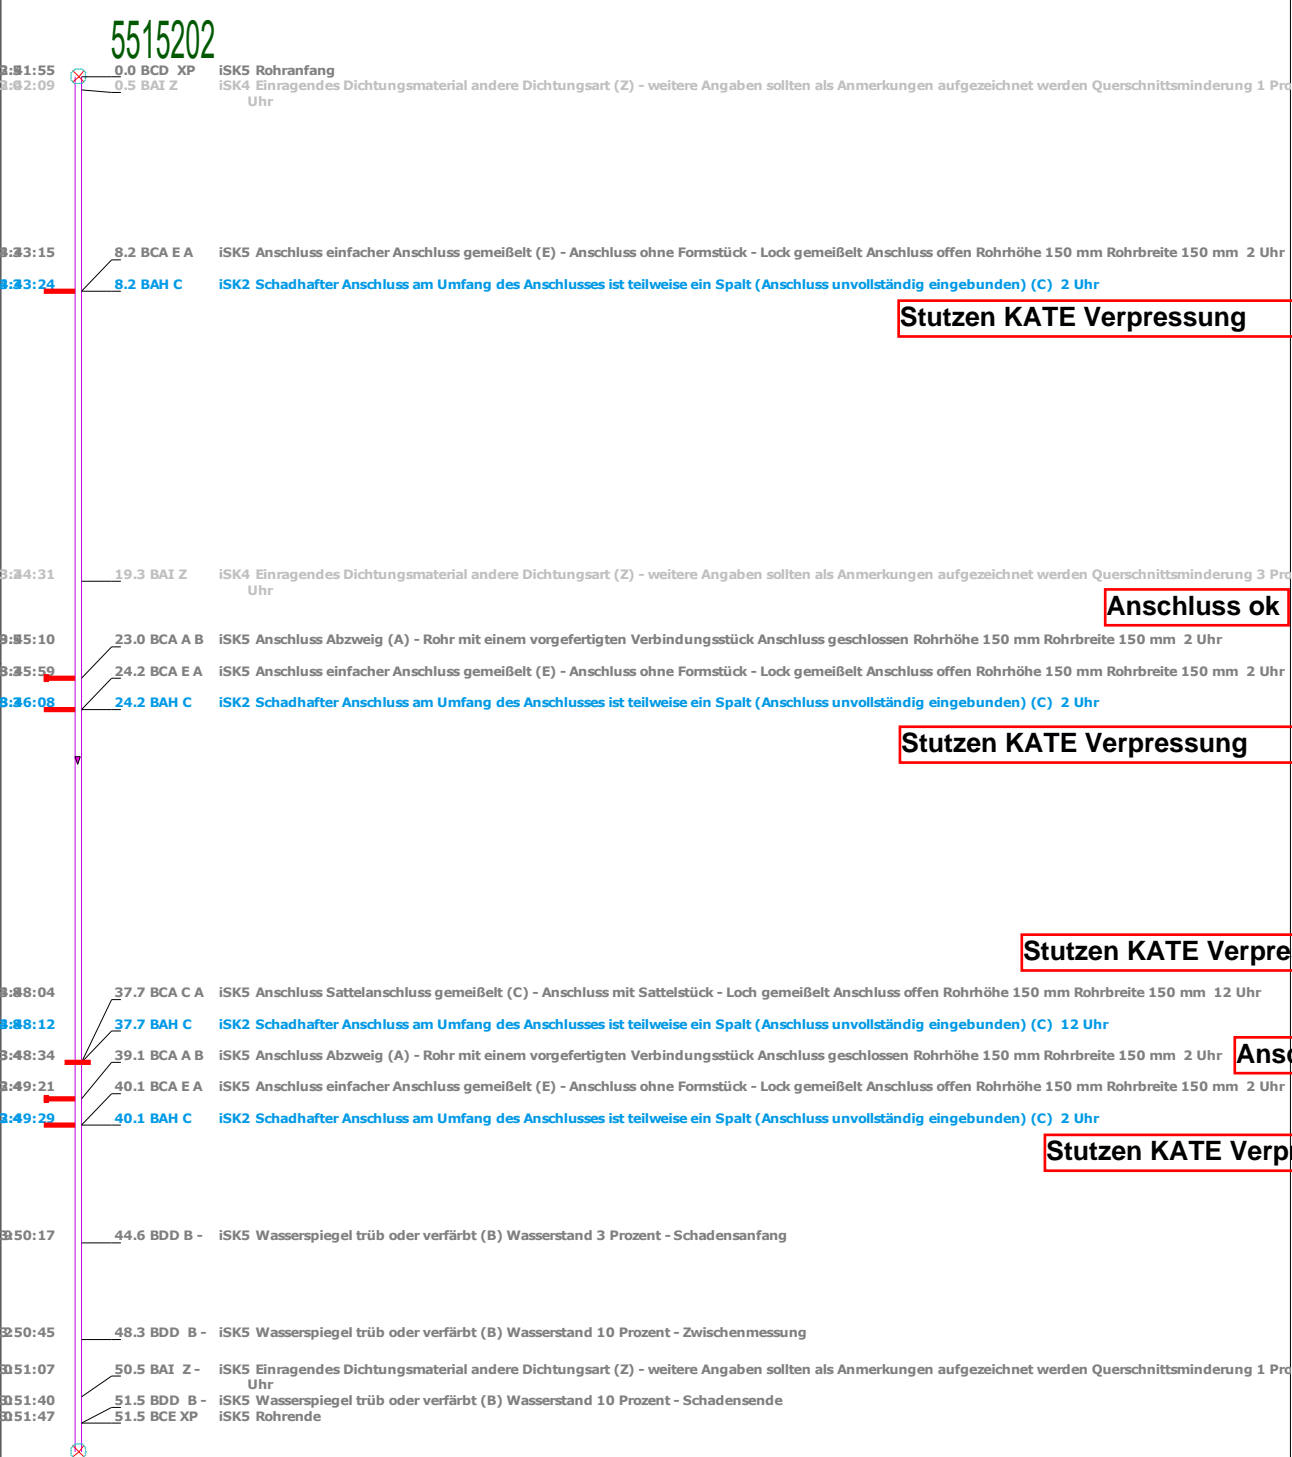 5515202
41:55 0.0 BCD XP iSK5 Rohranfang
42:09 0.5 BAI Z iSK4 Einragendes Dichtungsmaterial andere Dichtungsart (Z) - weitere Angaben sollten als Anmerkungen aufgezeichnet werden Querschnittsminderung 1
Uhr
43:15 8.2 BCA E A iSK5 Anschluss einfacher Anschluss gemeißelt (E) - Anschluss ohne Formstück - Lock gemeißelt Anschluss offen Rohrhöhe 150 mm Rohrbreite 150 mm 2 Uhr
43:24 8.2 BAH C iSK2 Schadhafter Anschluss am Umfang des Anschlusses ist teilweise ein Spalt (Anschluss unvollständig eingebunden) (C) 2 Uhr
Stutzen KATE Verpressung
44:31 19.3 BAI Z iSK4 Einragendes Dichtungsmaterial andere Dichtungsart (Z) - weitere Angaben sollten als Anmerkungen aufgezeichnet werden Querschnittsminderung 3
Uhr
Anschluss ok
45:10 23.0 BCA A B iSK5 Anschluss Abzweig (A) - Rohr mit einem vorgefertigten Verbindungsstück Anschluss geschlossen Rohrhöhe 150 mm Rohrbreite 150 mm 2 Uhr
45:59 24.2 BCA E A iSK5 Anschluss einfacher Anschluss gemeißelt (E) - Anschluss ohne Formstück - Lock gemeißelt Anschluss offen Rohrhöhe 150 mm Rohrbreite 150 mm 2 Uhr
46:08 24.2 BAH C iSK2 Schadhafter Anschluss am Umfang des Anschlusses ist teilweise ein Spalt (Anschluss unvollständig eingebunden) (C) 2 Uhr
Stutzen KATE Verpressung
Stutzen KATE Verpre
48:04 37.7 BCA C A iSK5 Anschluss Sattelanschluss gemeißelt (C) - Anschluss mit Sattelstück - Loch gemeißelt Anschluss offen Rohrhöhe 150 mm Rohrbreite 150 mm 12 Uhr
48:12 37.7 BAH C iSK2 Schadhafter Anschluss am Umfang des Anschlusses ist teilweise ein Spalt (Anschluss unvollständig eingebunden) (C) 12 Uhr
48:34 39.1 BCA A B iSK5 Anschluss Abzweig (A) - Rohr mit einem vorgefertigten Verbindungsstück Anschluss geschlossen Rohrhöhe 150 mm Rohrbreite 150 mm 2 Uhr
49:21 40.1 BCA E A iSK5 Anschluss einfacher Anschluss gemeißelt (E) - Anschluss ohne Formstück - Lock gemeißelt Anschluss offen Rohrhöhe 150 mm Rohrbreite 150 mm 2 Uhr
49:29 40.1 BAH C iSK2 Schadhafter Anschluss am Umfang des Anschlusses ist teilweise ein Spalt (Anschluss unvollständig eingebunden) (C) 2 Uhr
Stutzen KATE Verp
50:17 44.6 BDD B - iSK5 Wasserspiegel trüb oder verfärbt (B) Wasserstand 3 Prozent - Schadensanfang
50:45 48.3 BDD B - iSK5 Wasserspiegel trüb oder verfärbt (B) Wasserstand 10 Prozent - Zwischenmessung
51:07 50.5 BAI Z - iSK5 Einragendes Dichtungsmaterial andere Dichtungsart (Z) - weitere Angaben sollten als Anmerkungen aufgezeichnet werden Querschnittsminderung 1
Uhr
51:40 51.5 BDD B - iSK5 Wasserspiegel trüb oder verfärbt (B) Wasserstand 10 Prozent - Schadensende
51:47 51.5 BCE XP iSK5 Rohrende